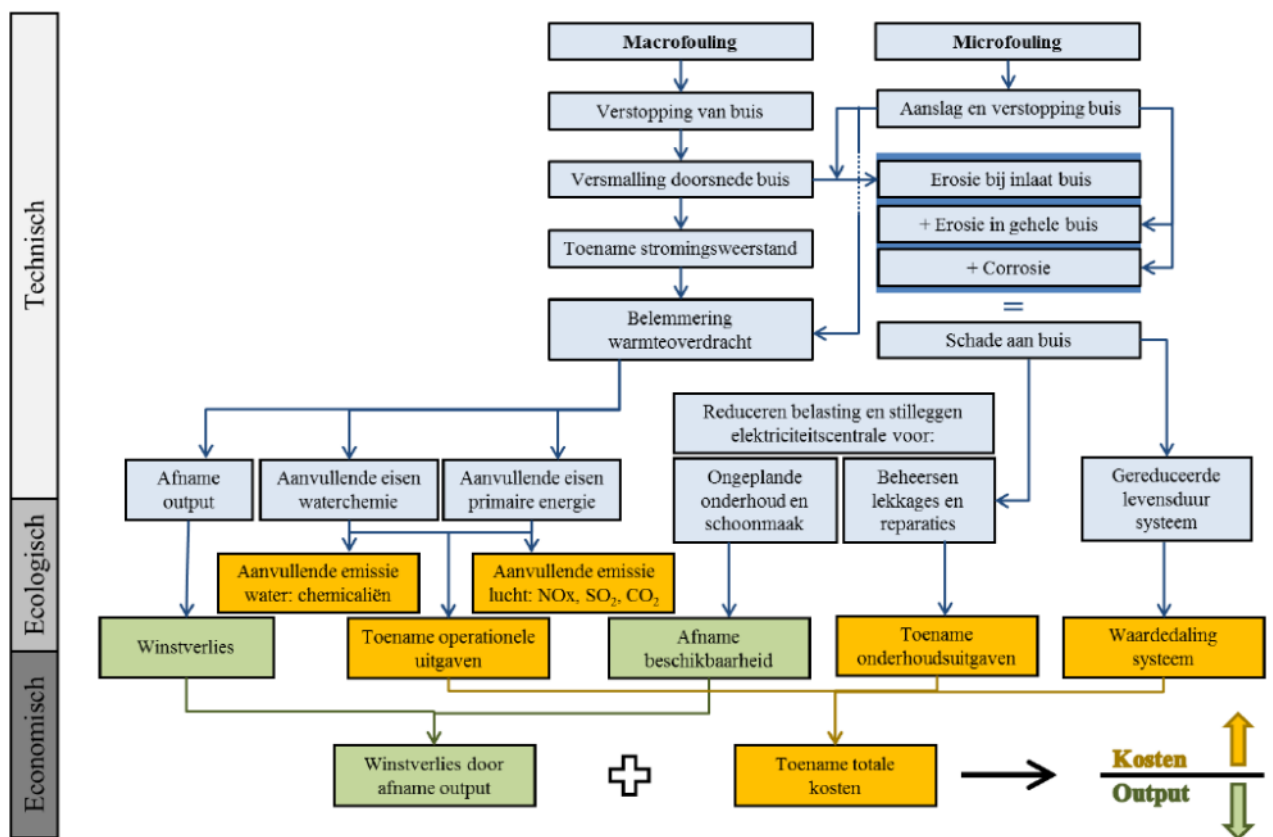 Technisch
Ecologisch
Economisch
Macrofouling
Microfouling
Verstopping van buis
Aanslag en verstopping buis
Versmalling doorsnede buis
Erosie bij inlaat buis
+ Erosie in gehele buis
Toename stromingsweerstand
+ Corrosie
=
Belemmering
warmteoverdracht
Schade aan buis
Reduceren belasting en stilleggen
elektriciteitscentrale voor:
Afname
output
Aanvullende eisen
waterchemie
Aanvullende eisen
primaire energie
Ongeplande
onderhoud en
schoonmaak
Beheersen
lekkages en
reparaties
Gereduceerde
levensduur
systeem
Aanvullende emissie
water: chemicaliën
Aanvullende emissie
lucht: NOx, SO₂, CO₂
Winstverlies
Toename operationele
uitgaven
Afname
beschikbaarheid
Toename
onderhoudsuitgaven
Waardedaling
systeem
Winstverlies door
afname output
Toename totale
kosten
Kosten
Output